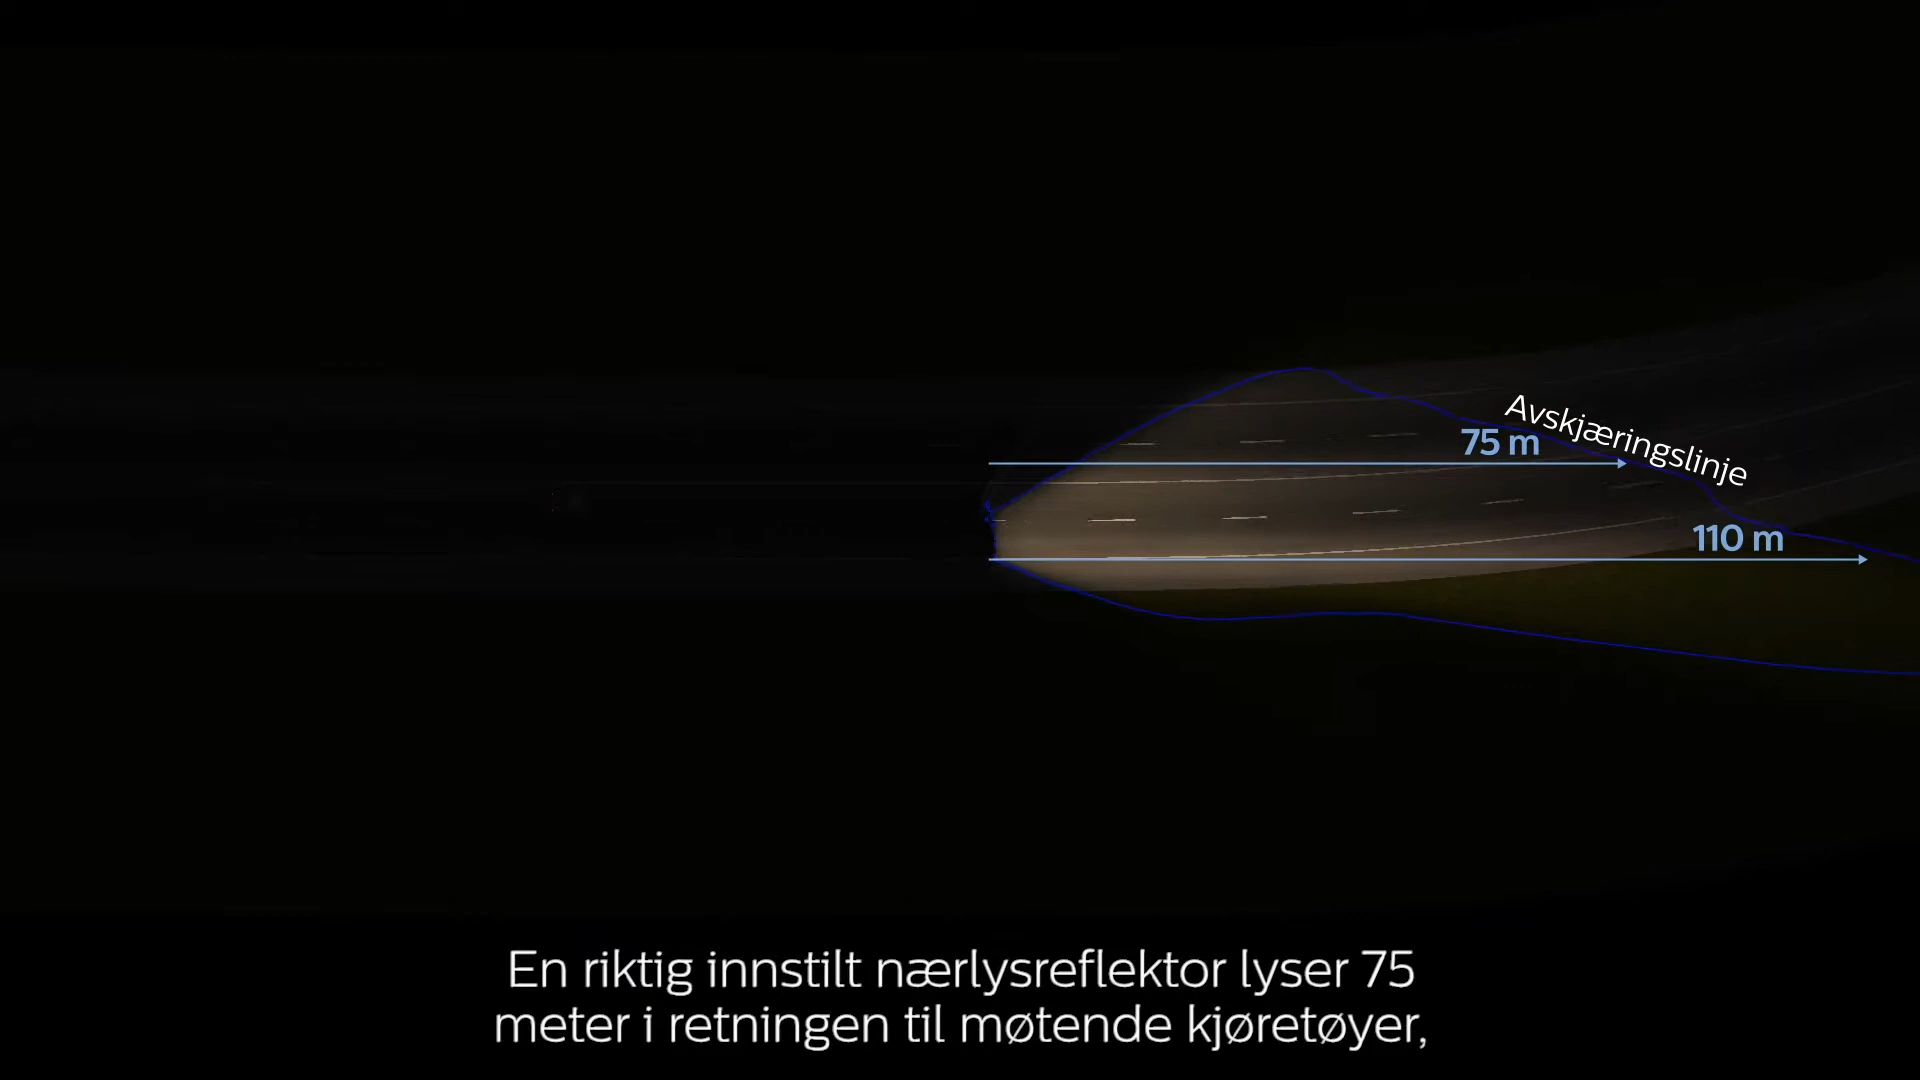 Avskjæringslinje
75 m
110 m
En riktig innstilt nærlysreflektor lyser 75
meter i retningen til møtende kjøretøyer,